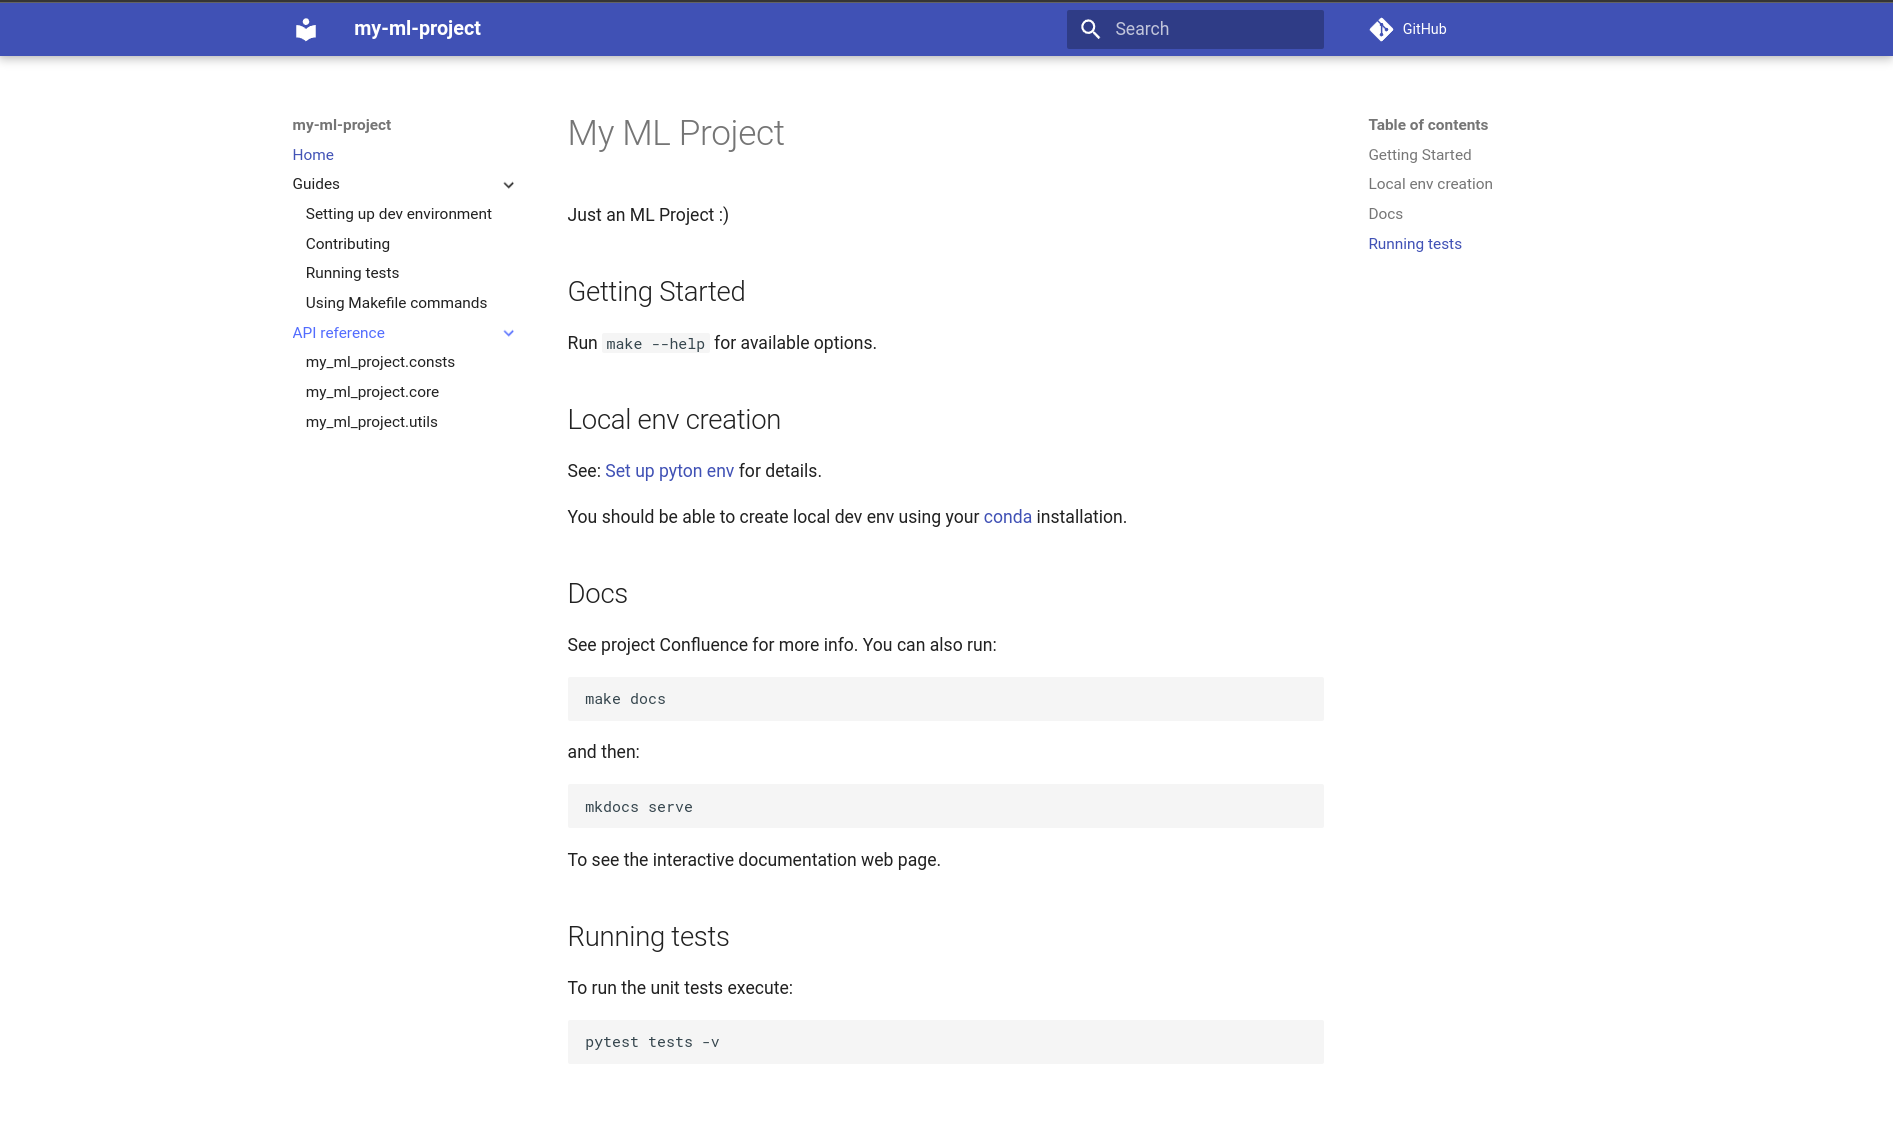 my-ml-project
Search
GitHub
my-ml-project
Home
Guides
Setting up dev environment
Contributing
Running tests
Using Makefile commands
API reference
my_ml_project.consts
my_ml_project.core
my_ml_project.utils
My ML Project
Just an ML Project :)
Getting Started
Run make --help for available options.
Local env creation
See: Set up pyton env for details.
You should be able to create local dev env using your conda installation.
Docs
See project Confluence for more info. You can also run:
make docs
and then:
mkdocs serve
To see the interactive documentation web page.
Running tests
To run the unit tests execute:
pytest tests -v
Table of contents
Getting Started
Local env creation
Docs
Running tests